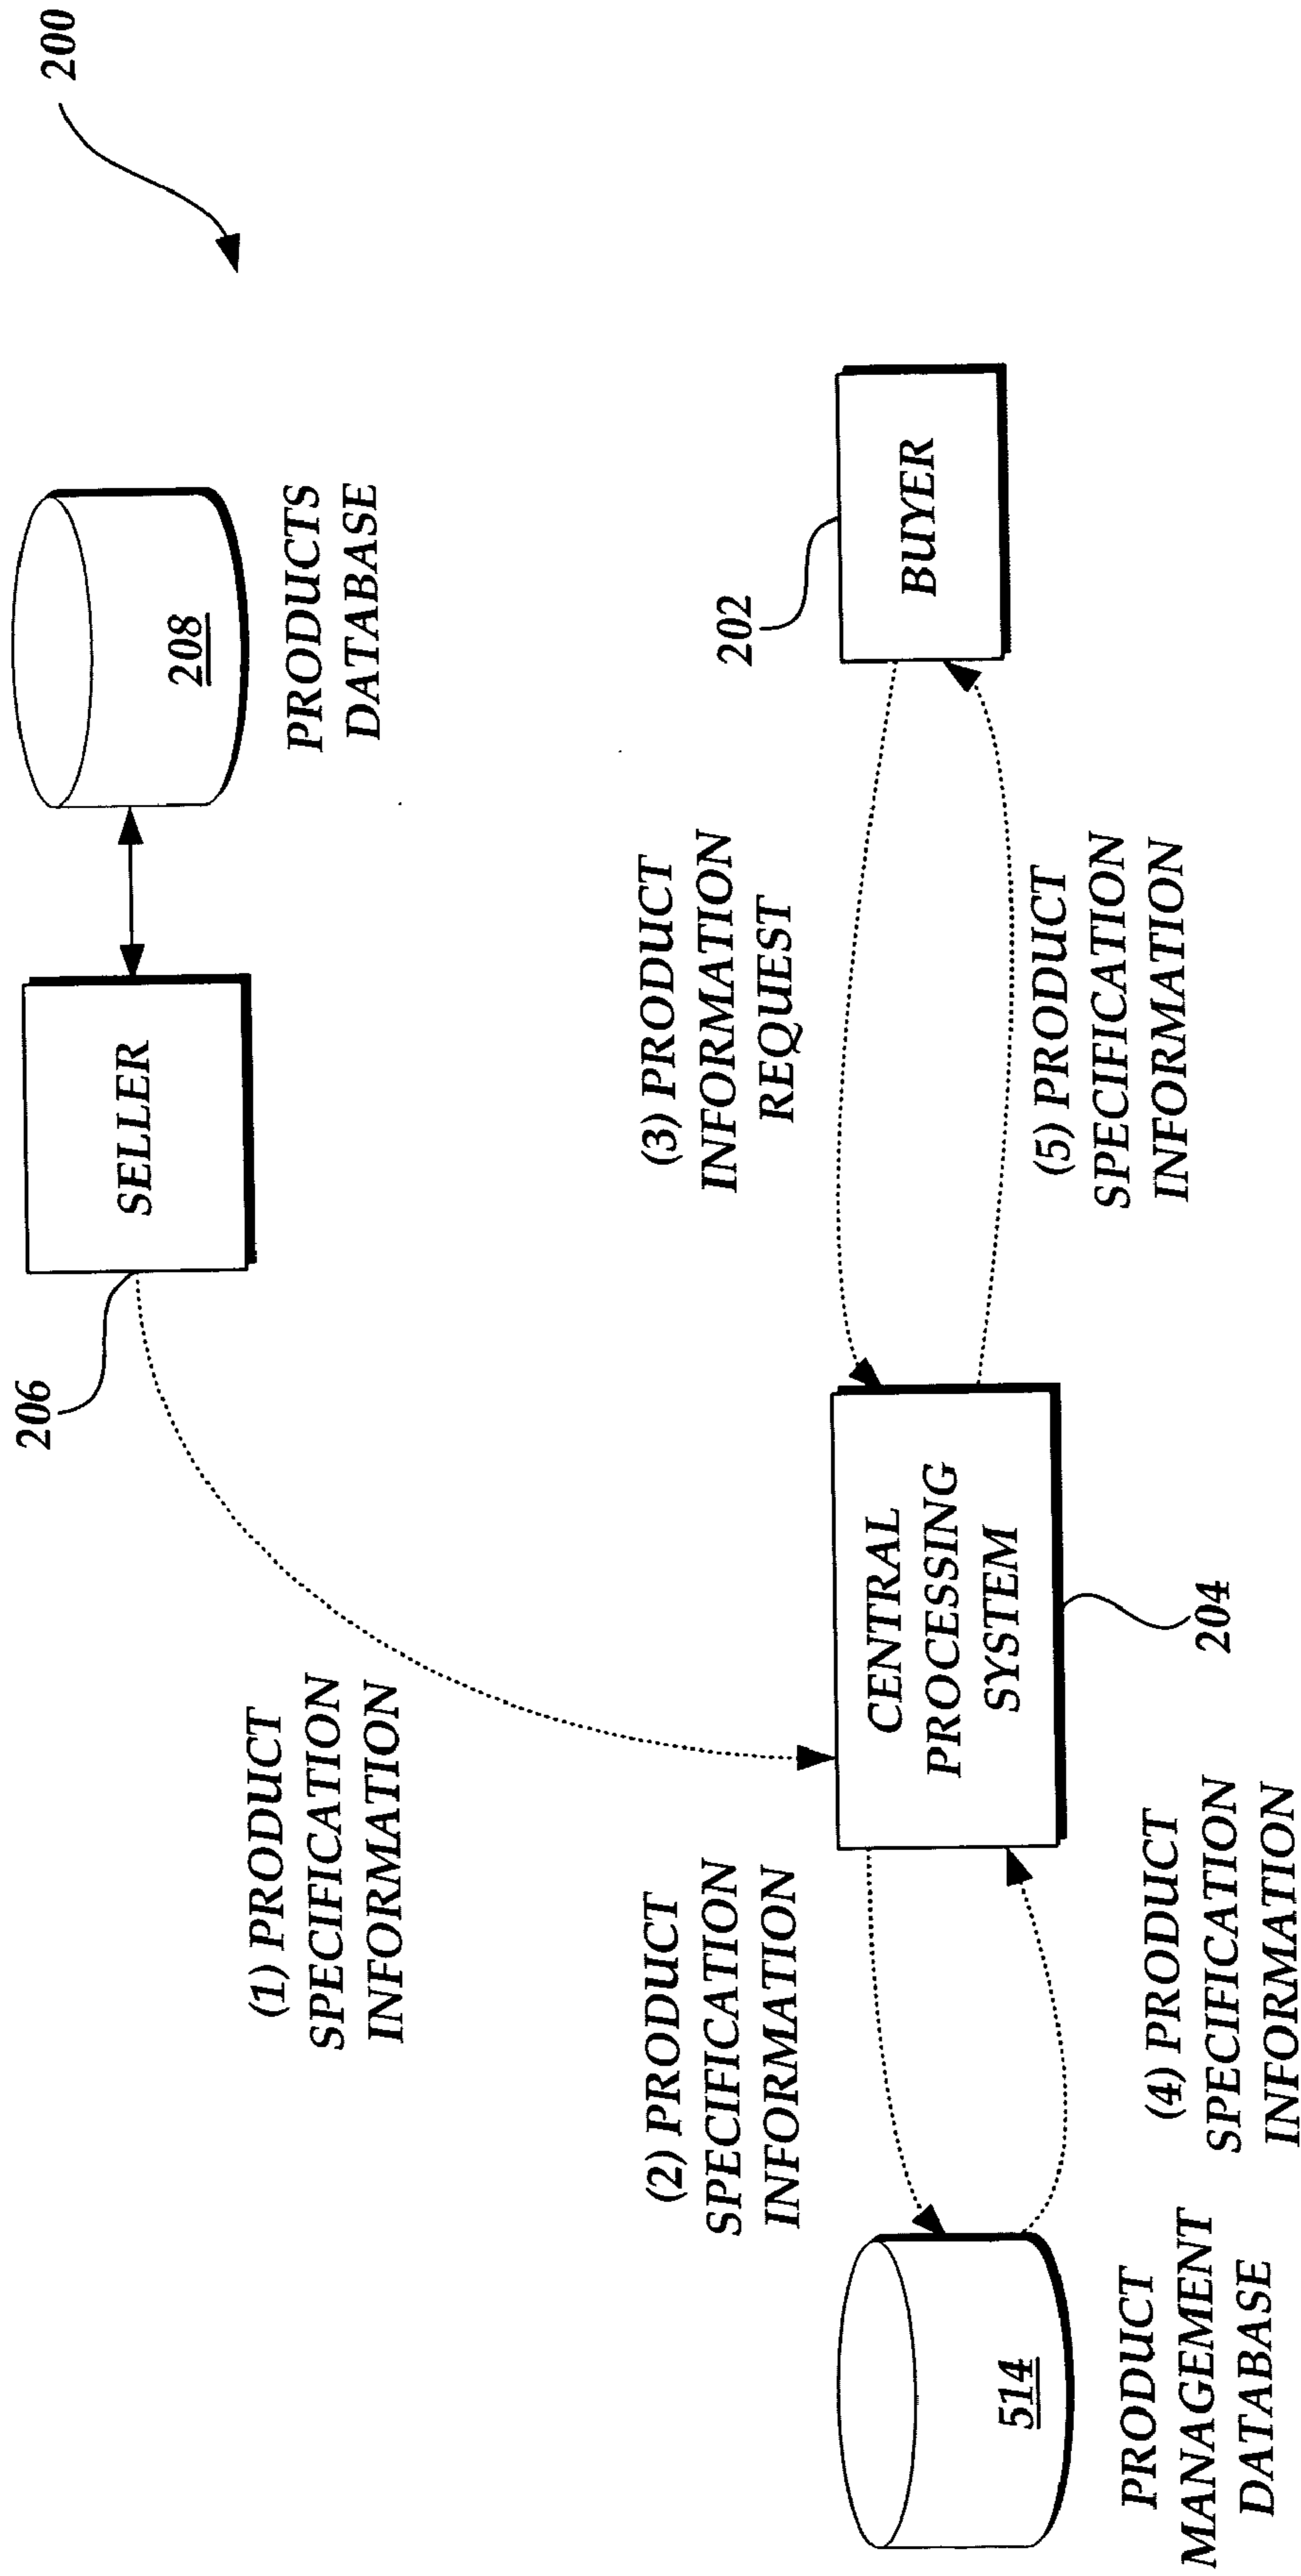 200
208
PRODUCTS
DATABASE
SELLER
206
(1) PRODUCT
SPECIFICATION
INFORMATION
202
BUYER
(3) PRODUCT
INFORMATION
REQUEST
(5) PRODUCT
SPECIFICATION
INFORMATION
CENTRAL
PROCESSING
SYSTEM
204
(2) PRODUCT
SPECIFICATION
INFORMATION
(4) PRODUCT
SPECIFICATION
INFORMATION
514
PRODUCT
MANAGEMENT
DATABASE